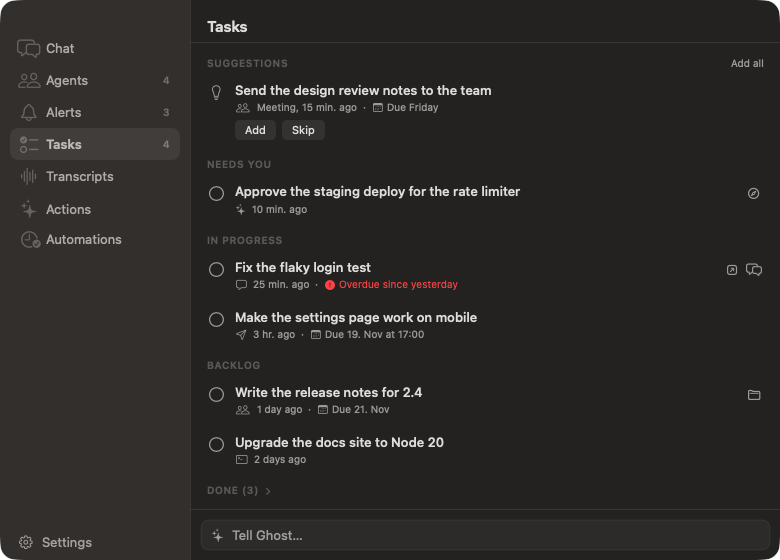 Tasks
Chat
Agents 4
Alerts 3
Tasks 4
Transcripts
Actions
Automations
Settings
SUGGESTIONS Add all
Send the design review notes to the team
Meeting, 15 min. ago · Due Friday
Add Skip
NEEDS YOU
Approve the staging deploy for the rate limiter
10 min. ago
IN PROGRESS
Fix the flaky login test
25 min. ago · Overdue since yesterday
Make the settings page work on mobile
3 hr. ago · Due 19. Nov at 17:00
BACKLOG
Write the release notes for 2.4
1 day ago · Due 21. Nov
Upgrade the docs site to Node 20
2 days ago
DONE (3)
Tell Ghost...